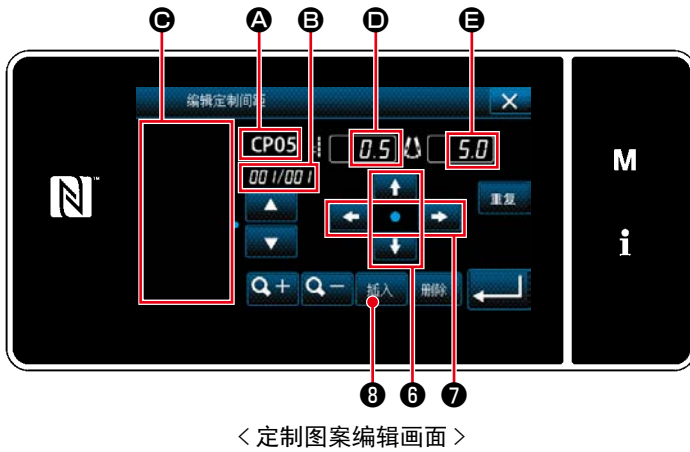 C A B D E
编辑定制间距
CP05 0.5 5.0
001/001
M
重复
i
插入 删除
8 6 7
<定制图案编辑画面>